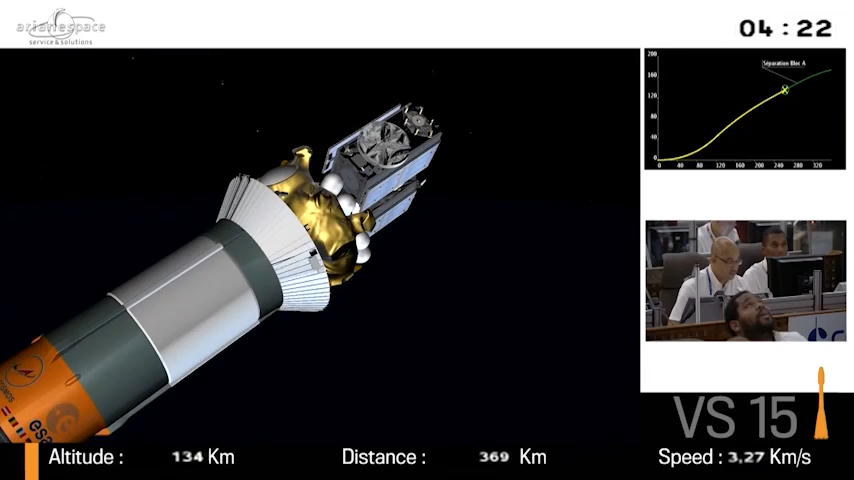 arianespace
service & solutions
04 : 22
200
160
120
80
40
0
Séparation Bloc A
0 40 80 120 160 200 240 280 320
esa
VS 15
Altitude : 134 Km Distance : 369 Km Speed : 3,27 Km/s